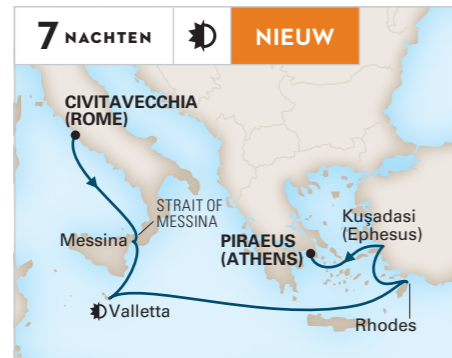 7 NACHTEN
NIEUW
CIVITAVECCHIA
(ROME)
STRAIT OF
MESSINA
Messina
PIRAEUS
(ATHENS)
Kuşadasi
(Ephesus)
Valletta
Rhodes